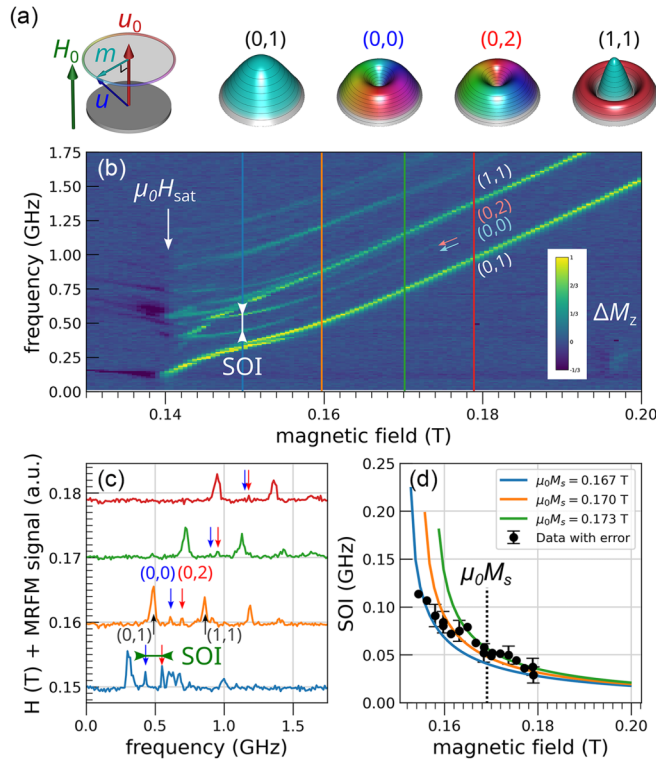 (a)
u₀
H₀
m
u
(0,1)
(0,0)
(0,2)
(1,1)
(b)
1.75
1.50
1.25
1.00
0.75
0.50
0.25
0.00
frequency (GHz)
μ₀H_sat
SOI
(1,1)
(0,2)
(0,0)
(0,1)
1
2/3
1/3
0
-1/3
ΔM_z
0.14
0.16
0.18
0.20
magnetic field (T)
(c)
0.18
0.17
0.16
0.15
H (T) + MRFM signal (a.u.)
(0,0)
(0,2)
(0,1)
(1,1)
SOI
0.0
0.5
1.0
1.5
frequency (GHz)
(d)
0.25
0.20
0.15
0.10
0.05
0.00
SOI (GHz)
μ₀M_s = 0.167 T
μ₀M_s = 0.170 T
μ₀M_s = 0.173 T
Data with error
μ₀M_s
0.16
0.18
0.20
magnetic field (T)